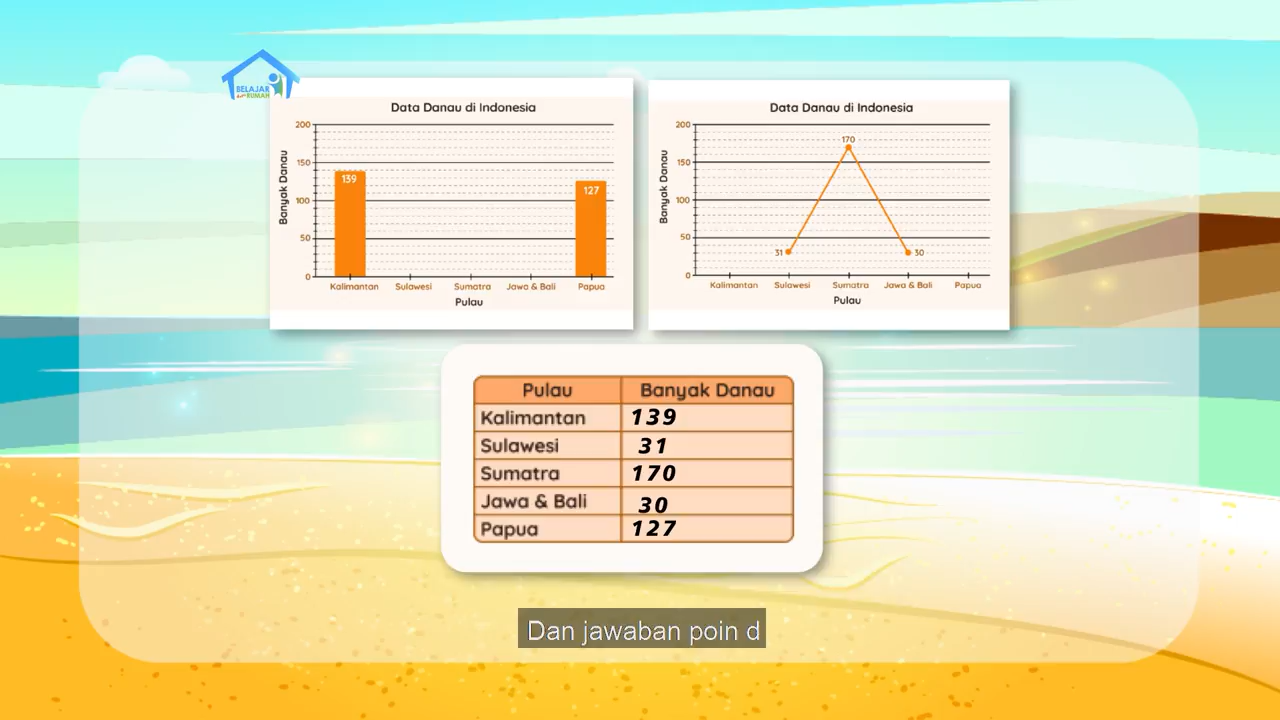 BELAJAR
dari RUMAH
Data Danau di Indonesia
200
150
100
50
0
Banyak Danau
139
127
Kalimantan Sulawesi Sumatra Jawa & Bali Papua
Pulau
Data Danau di Indonesia
200
150
100
50
0
Banyak Danau
170
31
30
Kalimantan Sulawesi Sumatra Jawa & Bali Papua
Pulau
Pulau Banyak Danau
Kalimantan 139
Sulawesi 31
Sumatra 170
Jawa & Bali 30
Papua 127
Dan jawaban poin d